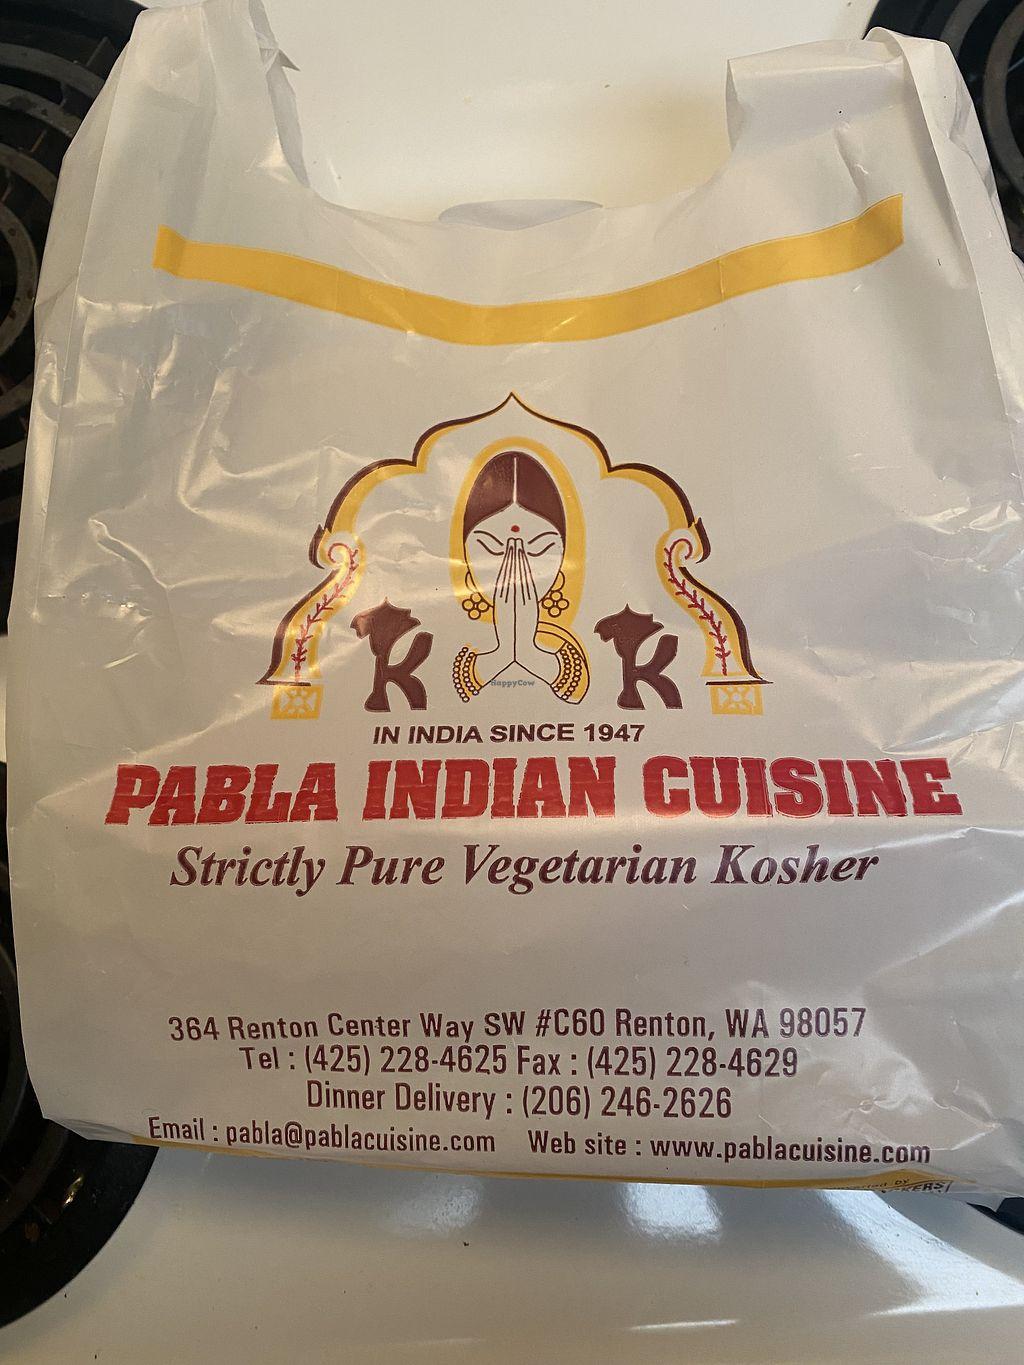 K K
HappyCow
IN INDIA SINCE 1947
PABLA INDIAN CUISINE
Strictly Pure Vegetarian Kosher
364 Renton Center Way SW #C60 Renton, WA 98057
Tel : (425) 228-4625 Fax : (425) 228-4629
Dinner Delivery : (206) 246-2626
Email : pabla@pablacuisine.com Web site : www.pablacuisine.com
by